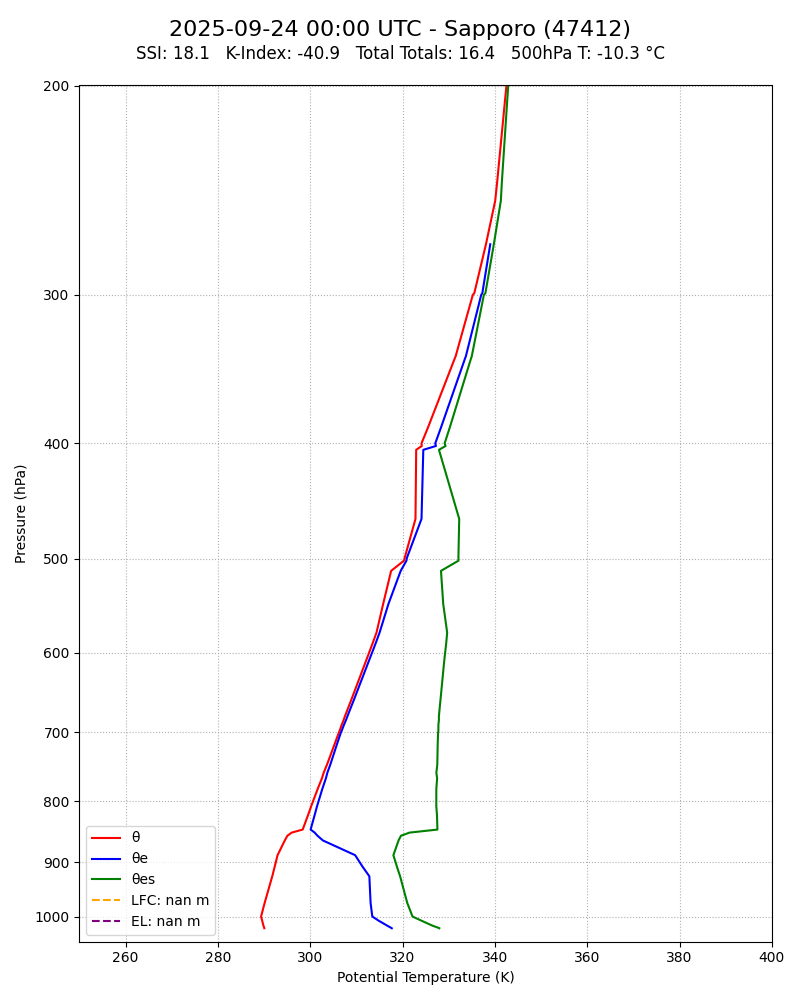 2025-09-24 00:00 UTC - Sapporo (47412)
SSI: 18.1   K-Index: -40.9   Total Totals: 16.4   500hPa T: -10.3 °C
200
300
400
500
600
700
800
900
1000
Pressure (hPa)
θ
θe
θes
LFC: nan m
EL: nan m
260 280 300 320 340 360 380 400
Potential Temperature (K)